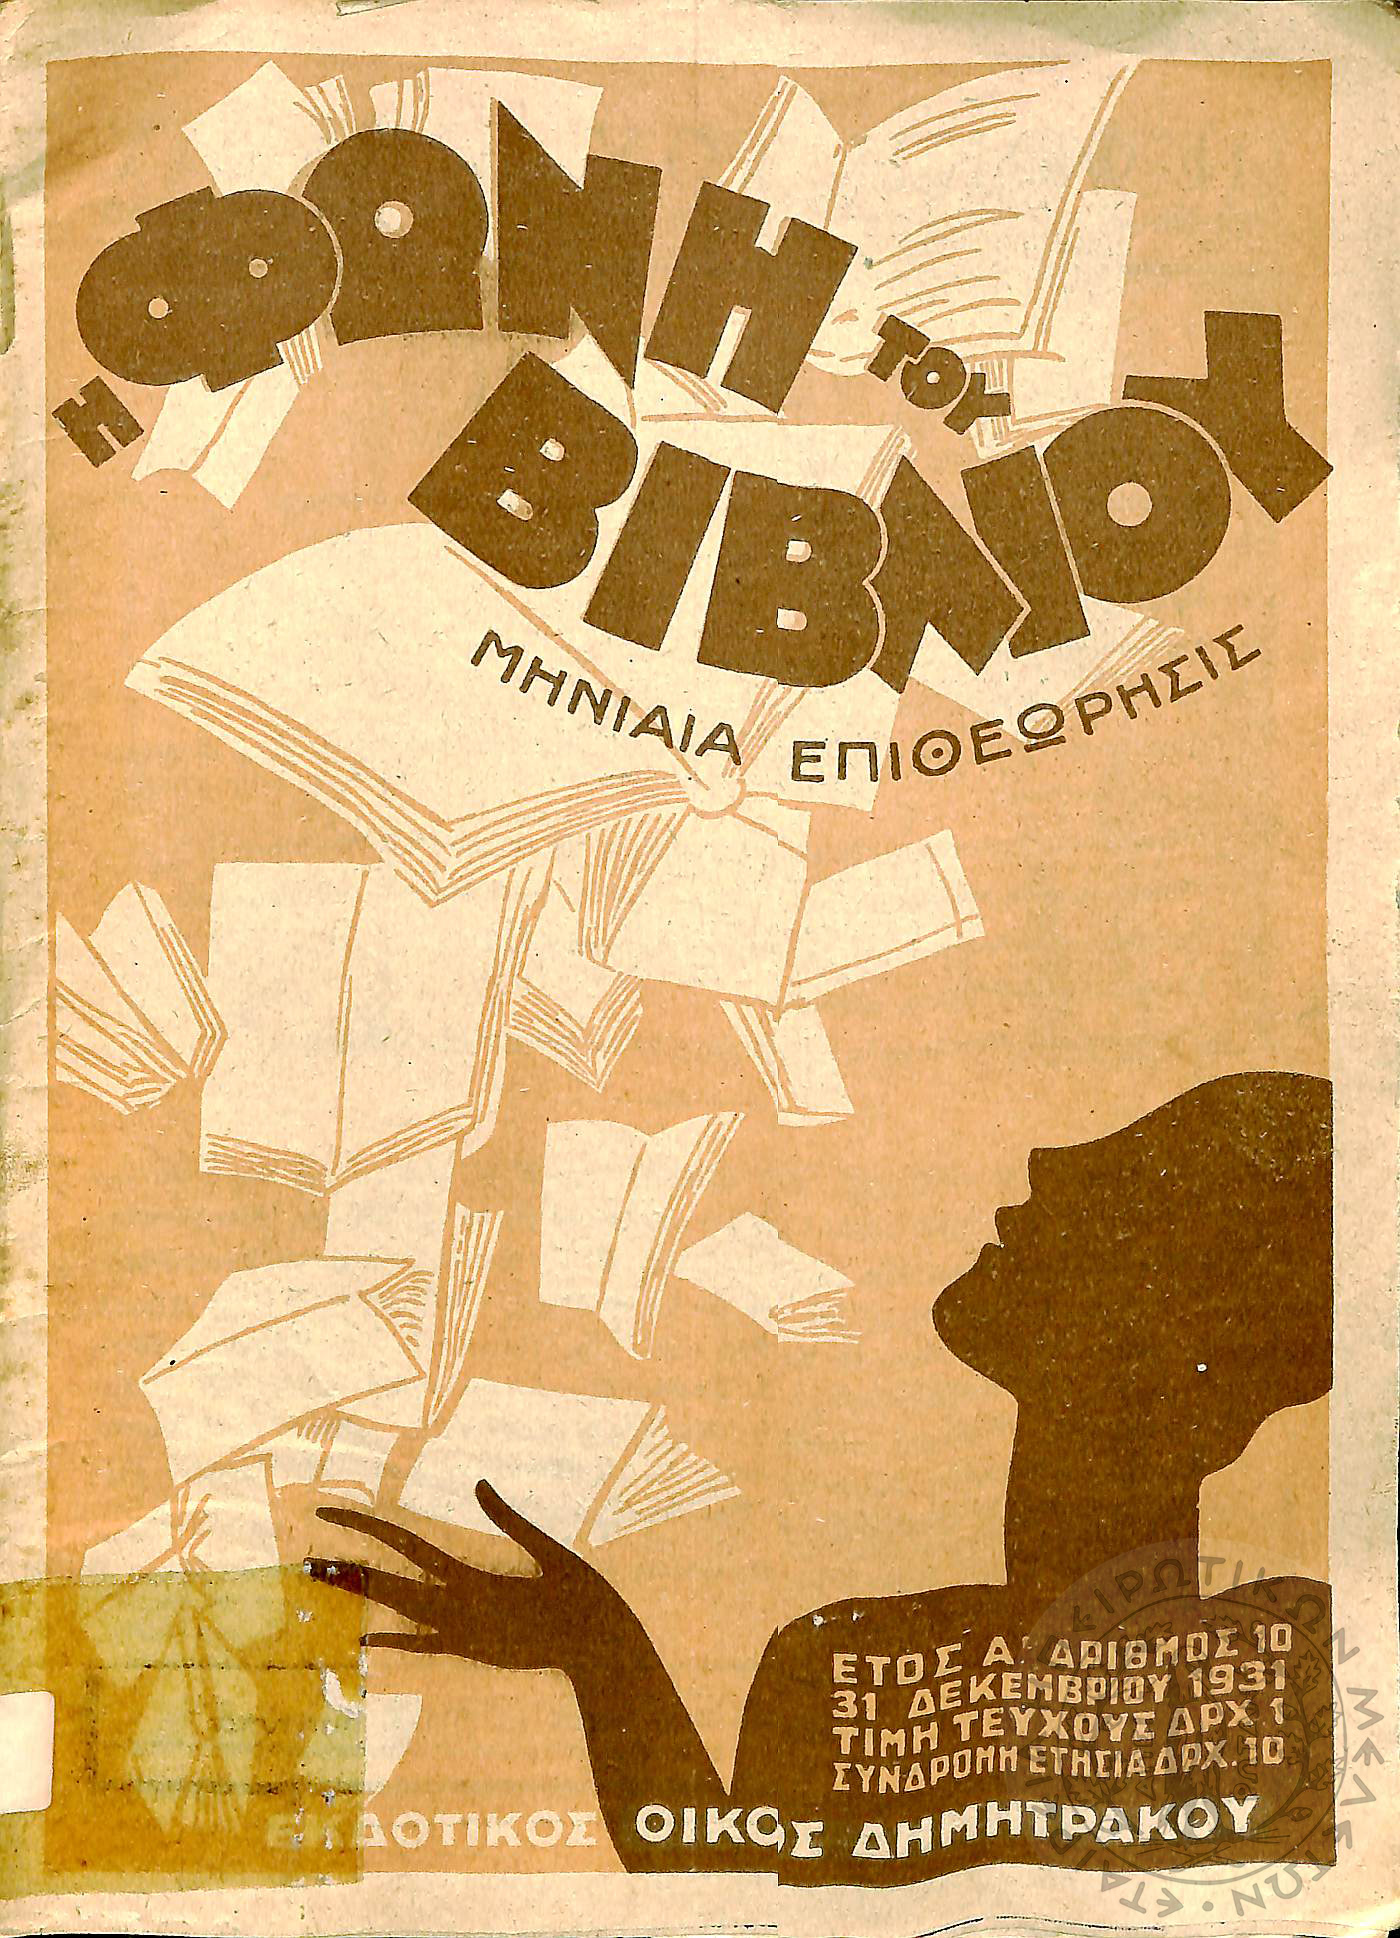 Η ΦΩΝΗ ΤΟΥ
ΒΙΒΛΙΟΥ
ΜΗΝΙΑΙΑ ΕΠΙΘΕΩΡΗΣΙΣ
ΕΤΟΣ Α΄ ΑΡΙΘΜΟΣ 10
31 ΔΕΚΕΜΒΡΙΟΥ 1931
ΤΙΜΗ ΤΕΥΧΟΥΣ ΔΡΧ 1
ΣΥΝΔΡΟΜΗ ΕΤΗΣΙΑ ΔΡΧ. 10
ΕΚΔΟΤΙΚΟΣ ΟΙΚΟΣ ΔΗΜΗΤΡΑΚΟΥ